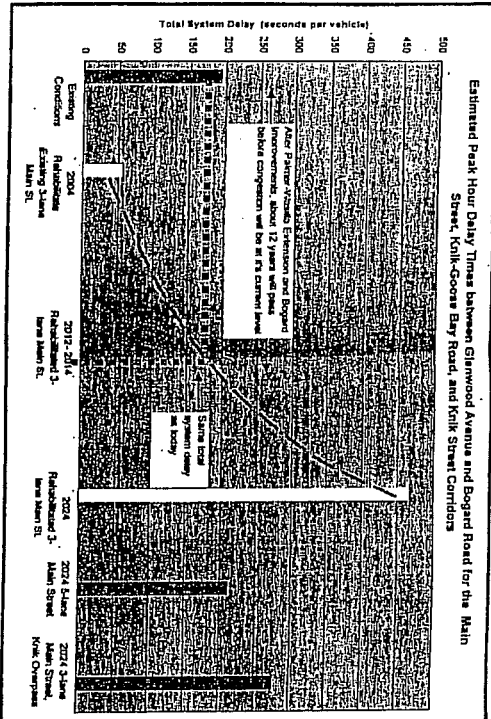 Estimated Peak Hour Delay Times between Glenwood Avenue and Bogard Road for the Main
Street, Knik-Goose Bay Road, and Knik Street Corridors
Total System Delay (seconds per vehicle)
450
400
350
300
250
200
150
100
50
0
After Palmer-Wasilla Extension and Bogard
Improvements, about 12 years will pass
before congestion will be at it's current level
Same total
system delay
as today
Existing
Conditions
2004
Rehabilitate
Existing 3-lane
Main St.
2012-2014
Rehabilitated 3-
lane Main St.
2024
Rehabilitated 3-
lane Main St.
2024 5-lane
Main Street
2024 3-lane
Main Street,
Knik Overpass